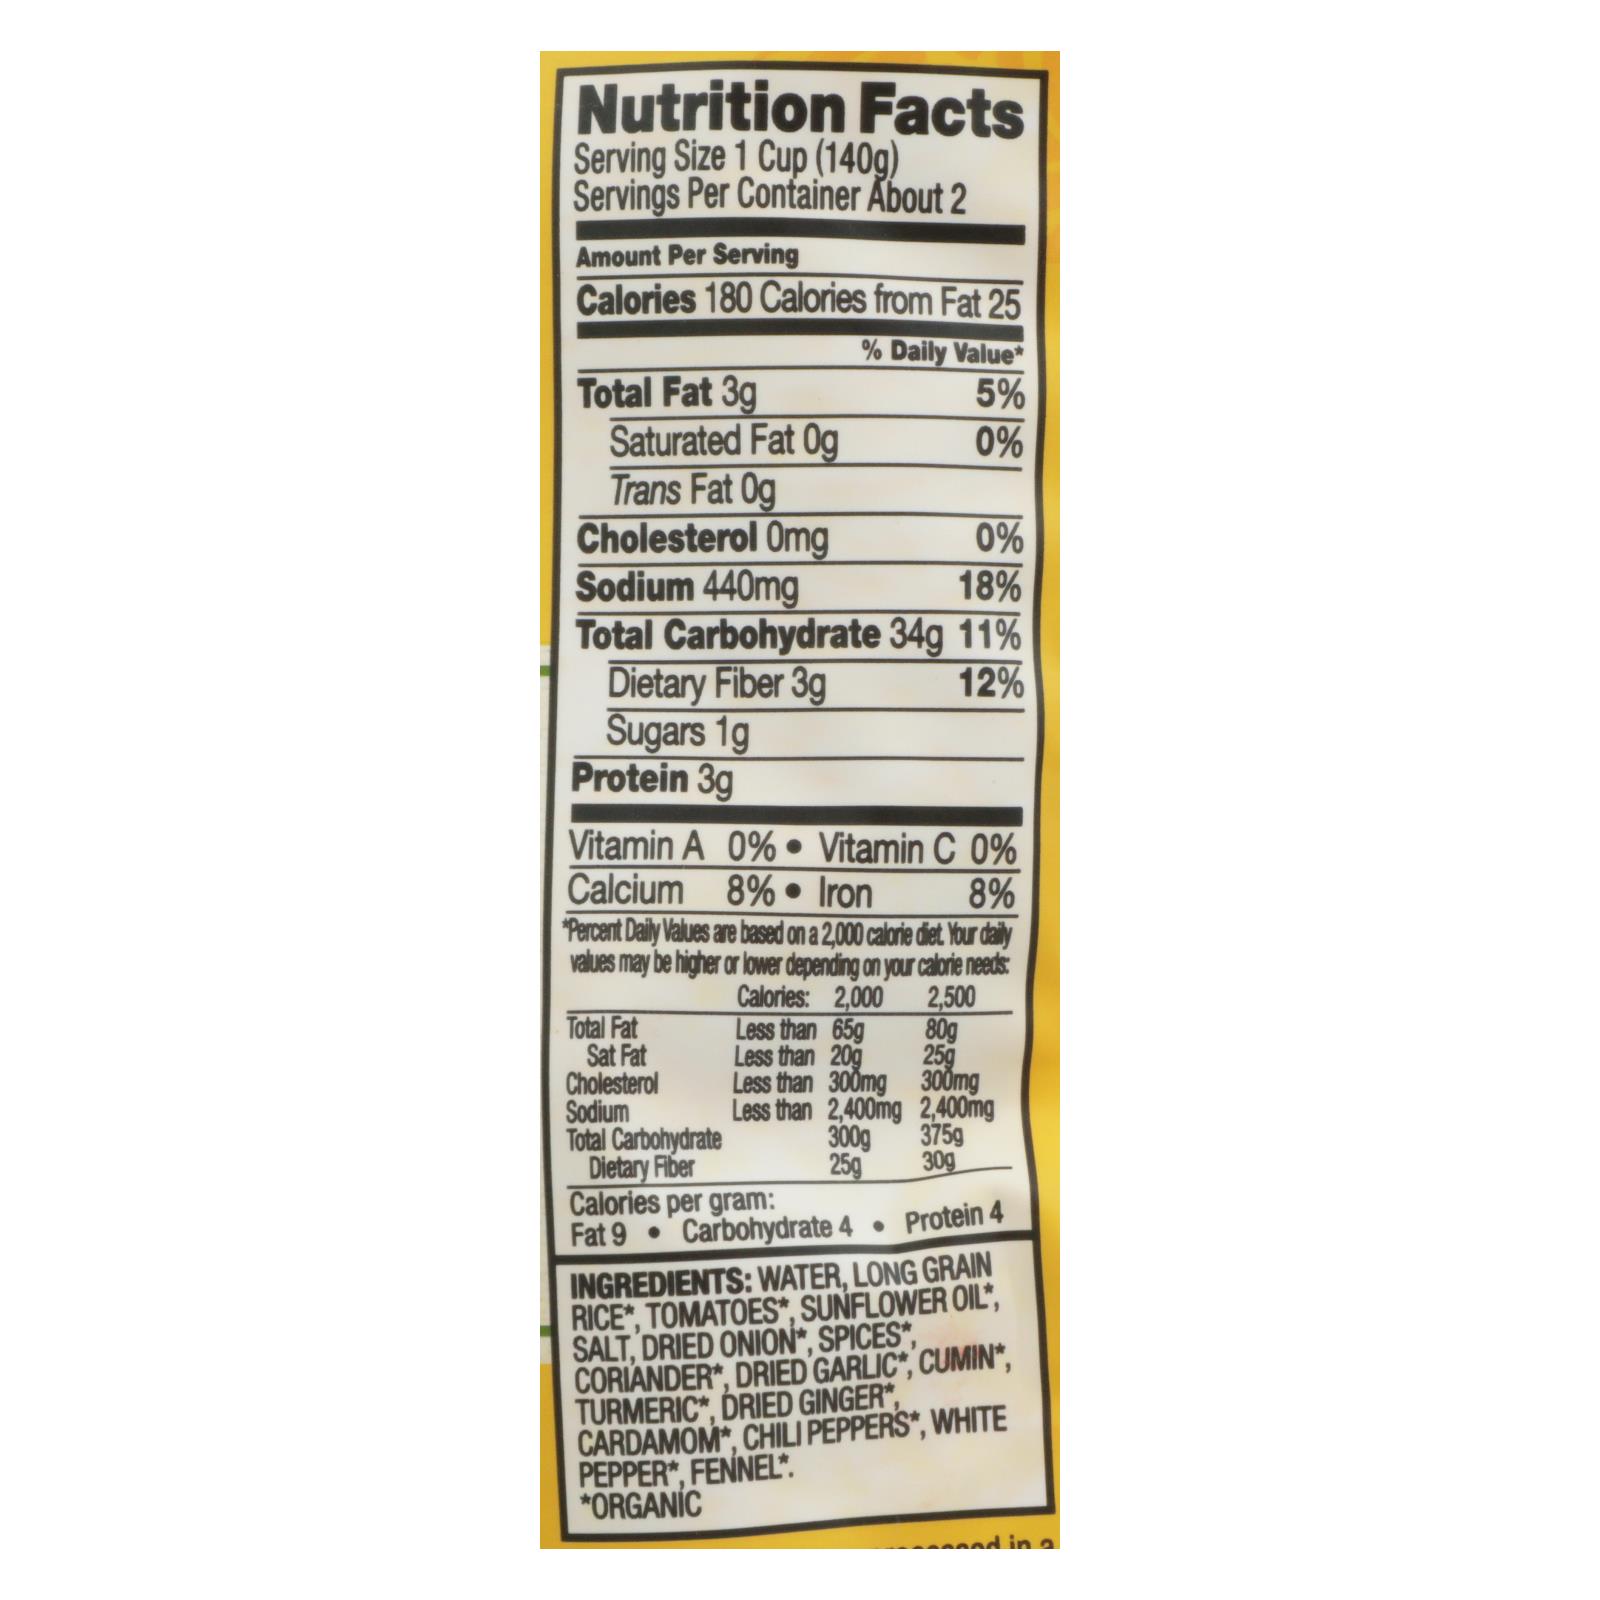 Nutrition Facts
Serving Size 1 Cup (140g)
Servings Per Container About 2
Amount Per Serving
Calories 180 Calories from Fat 25
% Daily Value*
Total Fat 3g 5%
Saturated Fat 0g 0%
Trans Fat 0g
Cholesterol 0mg 0%
Sodium 440mg 18%
Total Carbohydrate 34g 11%
Dietary Fiber 3g 12%
Sugars 1g
Protein 3g
Vitamin A 0% • Vitamin C 0%
Calcium 8% • Iron 8%
*Percent Daily Values are based on a 2,000 calorie diet. Your daily
values may be higher or lower depending on your calorie needs:
Calories: 2,000 2,500
Total Fat Less than 65g 80g
Sat Fat Less than 20g 25g
Cholesterol Less than 300mg 300mg
Sodium Less than 2,400mg 2,400mg
Total Carbohydrate 300g 375g
Dietary Fiber 25g 30g
Calories per gram:
Fat 9 • Carbohydrate 4 • Protein 4
INGREDIENTS: WATER, LONG GRAIN
RICE*, TOMATOES*, SUNFLOWER OIL*,
SALT, DRIED ONION*, SPICES*,
CORIANDER*, DRIED GARLIC*, CUMIN*,
TURMERIC*, DRIED GINGER*,
CARDAMOM*, CHILI PEPPERS*, WHITE
PEPPER*, FENNEL*.
*ORGANIC
in a